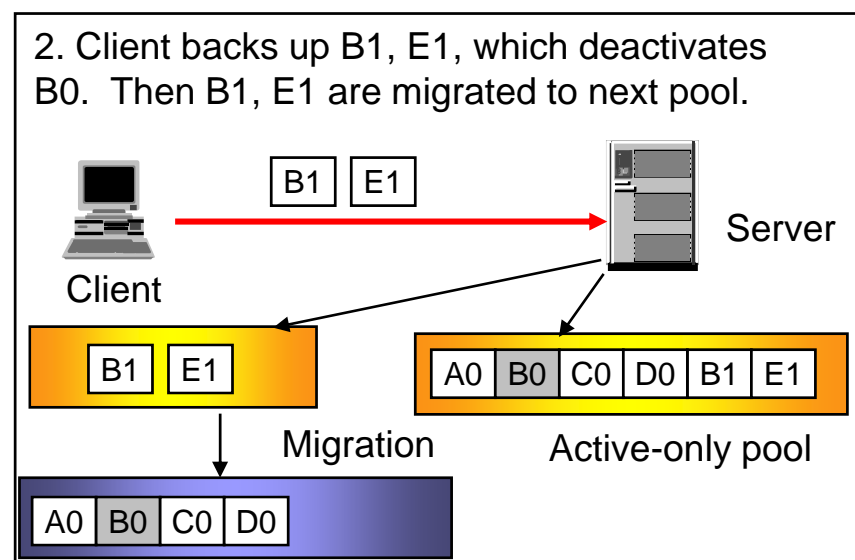 2. Client backs up B1, E1, which deactivates
B0. Then B1, E1 are migrated to next pool.
B1 E1
Server
Client
B1 E1
A0 B0 C0 D0 B1 E1
Migration
Active-only pool
A0 B0 C0 D0